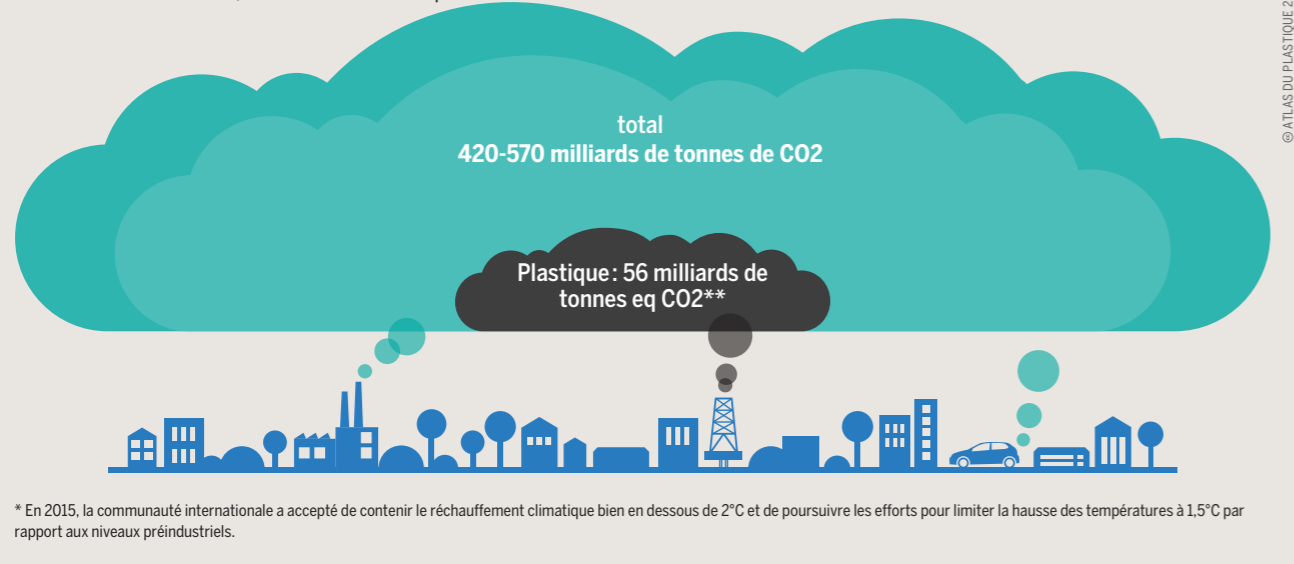 total
420-570 milliards de tonnes de CO2
Plastique : 56 milliards de
tonnes eq CO2**
* En 2015, la communauté internationale a accepté de contenir le réchauffement climatique bien en dessous de 2°C et de poursuivre les efforts pour limiter la hausse des températures à 1,5°C par
rapport aux niveaux préindustriels.
© ATLAS DU PLASTIQUE 2